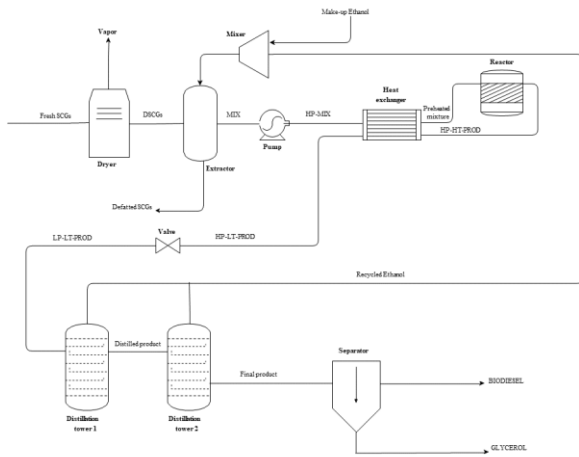 Make-up Ethanol
Vapor
Mixer
Reactor
Heat
exchanger
Preheated
mixture
Fresh SCGs
DSCGs
MIX
HP-MIX
HP-HT-PROD
Dryer
Extractor
Pump
Defatted SCGs
Valve
LP-LT-PROD
HP-LT-PROD
Recycled Ethanol
Distilled product
Separator
Final product
BIODIESEL
Distillation
tower 1
Distillation
tower 2
GLYCEROL